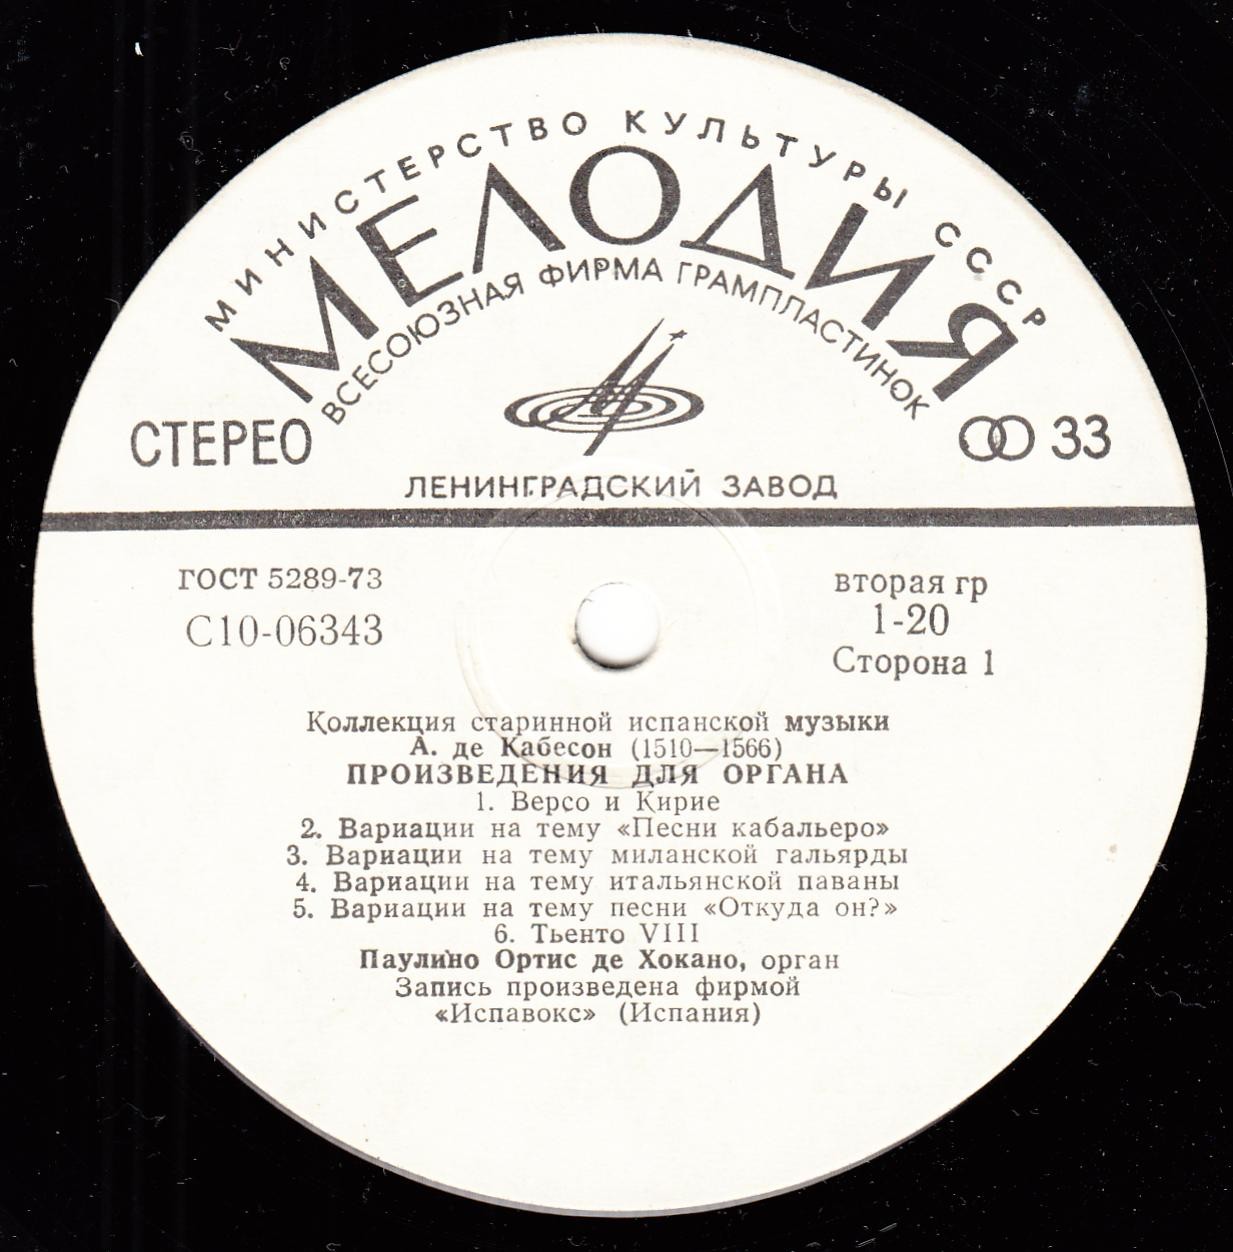 МИНИСТЕРСТВО КУЛЬТУРЫ СССР
МЕЛОДИЯ
ВСЕСОЮЗНАЯ ФИРМА ГРАМПЛАСТИНОК
СТЕРЕО
33
ЛЕНИНГРАДСКИЙ ЗАВОД
ГОСТ 5289-73
С10-06343
вторая гр
1-20
Сторона 1
Коллекция старинной испанской музыки
А. де Кабесон (1510—1566)
ПРОИЗВЕДЕНИЯ ДЛЯ ОРГАНА
1. Версо и Кирие
2. Вариации на тему «Песни кабальеро»
3. Вариации на тему миланской гальярды
4. Вариации на тему итальянской паваны
5. Вариации на тему песни «Откуда он?»
6. Тьенто VIII
Паулино Ортис де Хокано, орган
Запись произведена фирмой
«Испавокс» (Испания)